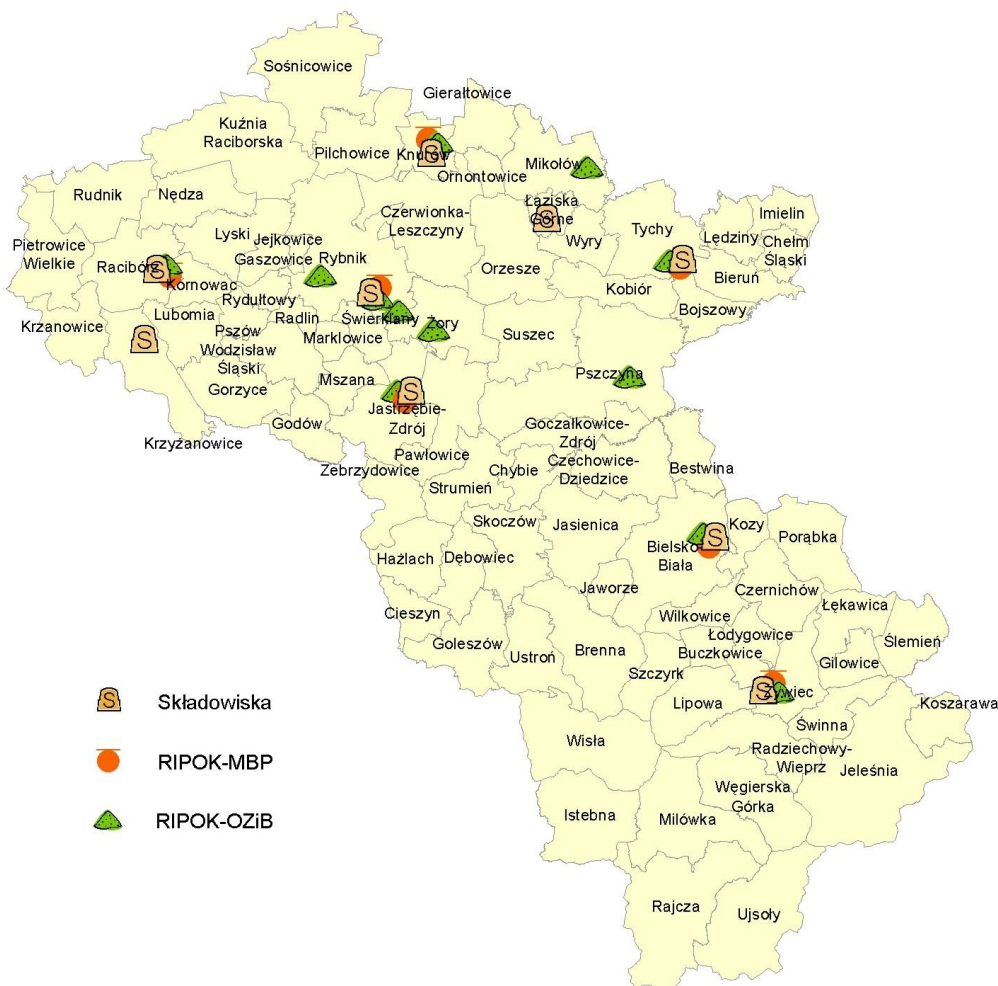 Sośnicowice
Gierałtowice
Kuźnia
Raciborska
Pilchowice
Knurów
Ornontowice
Mikołów
Rudnik
Nędza
Łaziska
Górne
Imielin
Czerwionka-
Leszczyny
Tychy
Lędziny
Wyry
Chełm
Śląski
Pietrowice
Wielkie
Lyski
Jejkowice
Gaszowice
Rybnik
Racibórz
Kornowac
Orzesze
Kobiór
Bieruń
Bojszowy
Rydułtowy
Krzanowice
Lubomia
Radlin
Świerklany
Żory
Suszec
Pszów
Marklowice
Wodzisław
Śląski
Gorzyce
Mszana
Pszczyna
Jastrzębie-
Zdrój
Godów
Krzyżanowice
Goczałkowice-
Zdrój
Pawłowice
Zebrzydowice
Chybie
Czechowice-
Dziedzice
Bestwina
Strumień
Skoczów
Jasienica
Kozy
Porąbka
Bielsko
Biała
Hażlach
Dębowiec
Jaworze
Czernichów
Łękawica
Cieszyn
Wilkowice
Goleszów
Łodygowice
Buczkowice
Ślemień
Ustroń
Brenna
Gilowice
Szczyrk
Lipowa
Żywiec
Koszarawa
S Składowiska
Świnna
Wisła
Radziechowy-
Wieprz
Jeleśnia
RIPOK-MBP
Węgierska
Górka
Istebna
Milówka
RIPOK-OZiB
Rajcza
Ujsoły